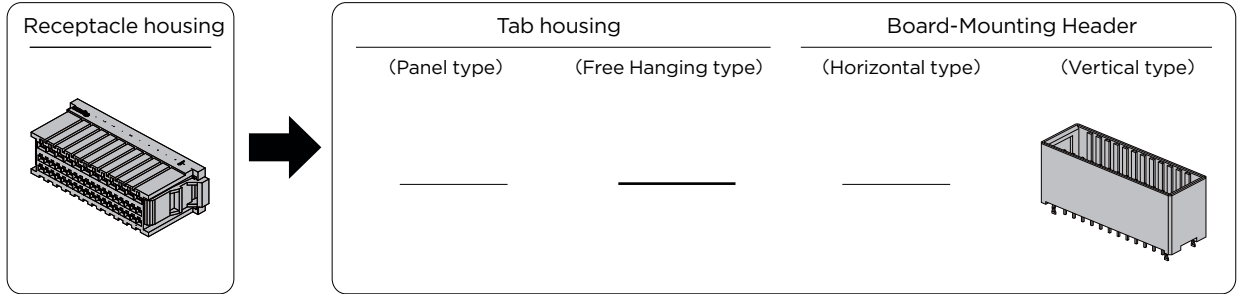 Receptacle housing
Tab housing
Board-Mounting Header
(Panel type)
(Free Hanging type)
(Horizontal type)
(Vertical type)